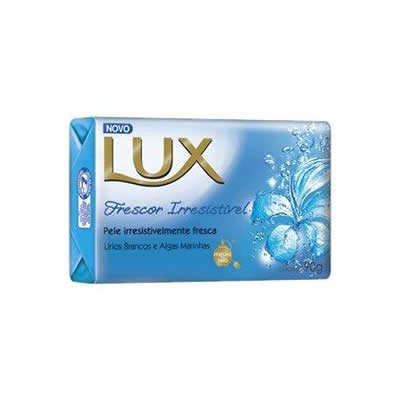 NOVO
LUX
Frescor Irresistível
Pele irresistivelmente fresca
Lírios Brancos e Algas Marinhas
90g